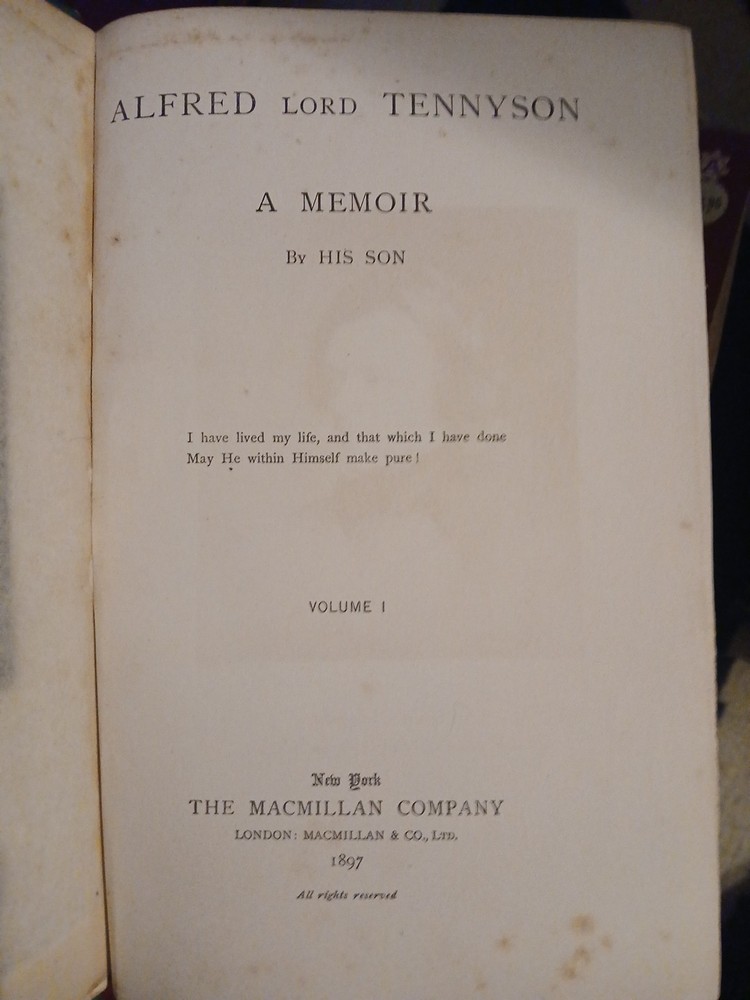 ALFRED LORD TENNYSON
A MEMOIR
By HIS SON
I have lived my life, and that which I have done
May He within Himself make pure!
VOLUME I
New York
THE MACMILLAN COMPANY
LONDON: MACMILLAN & CO., LTD.
1897
All rights reserved